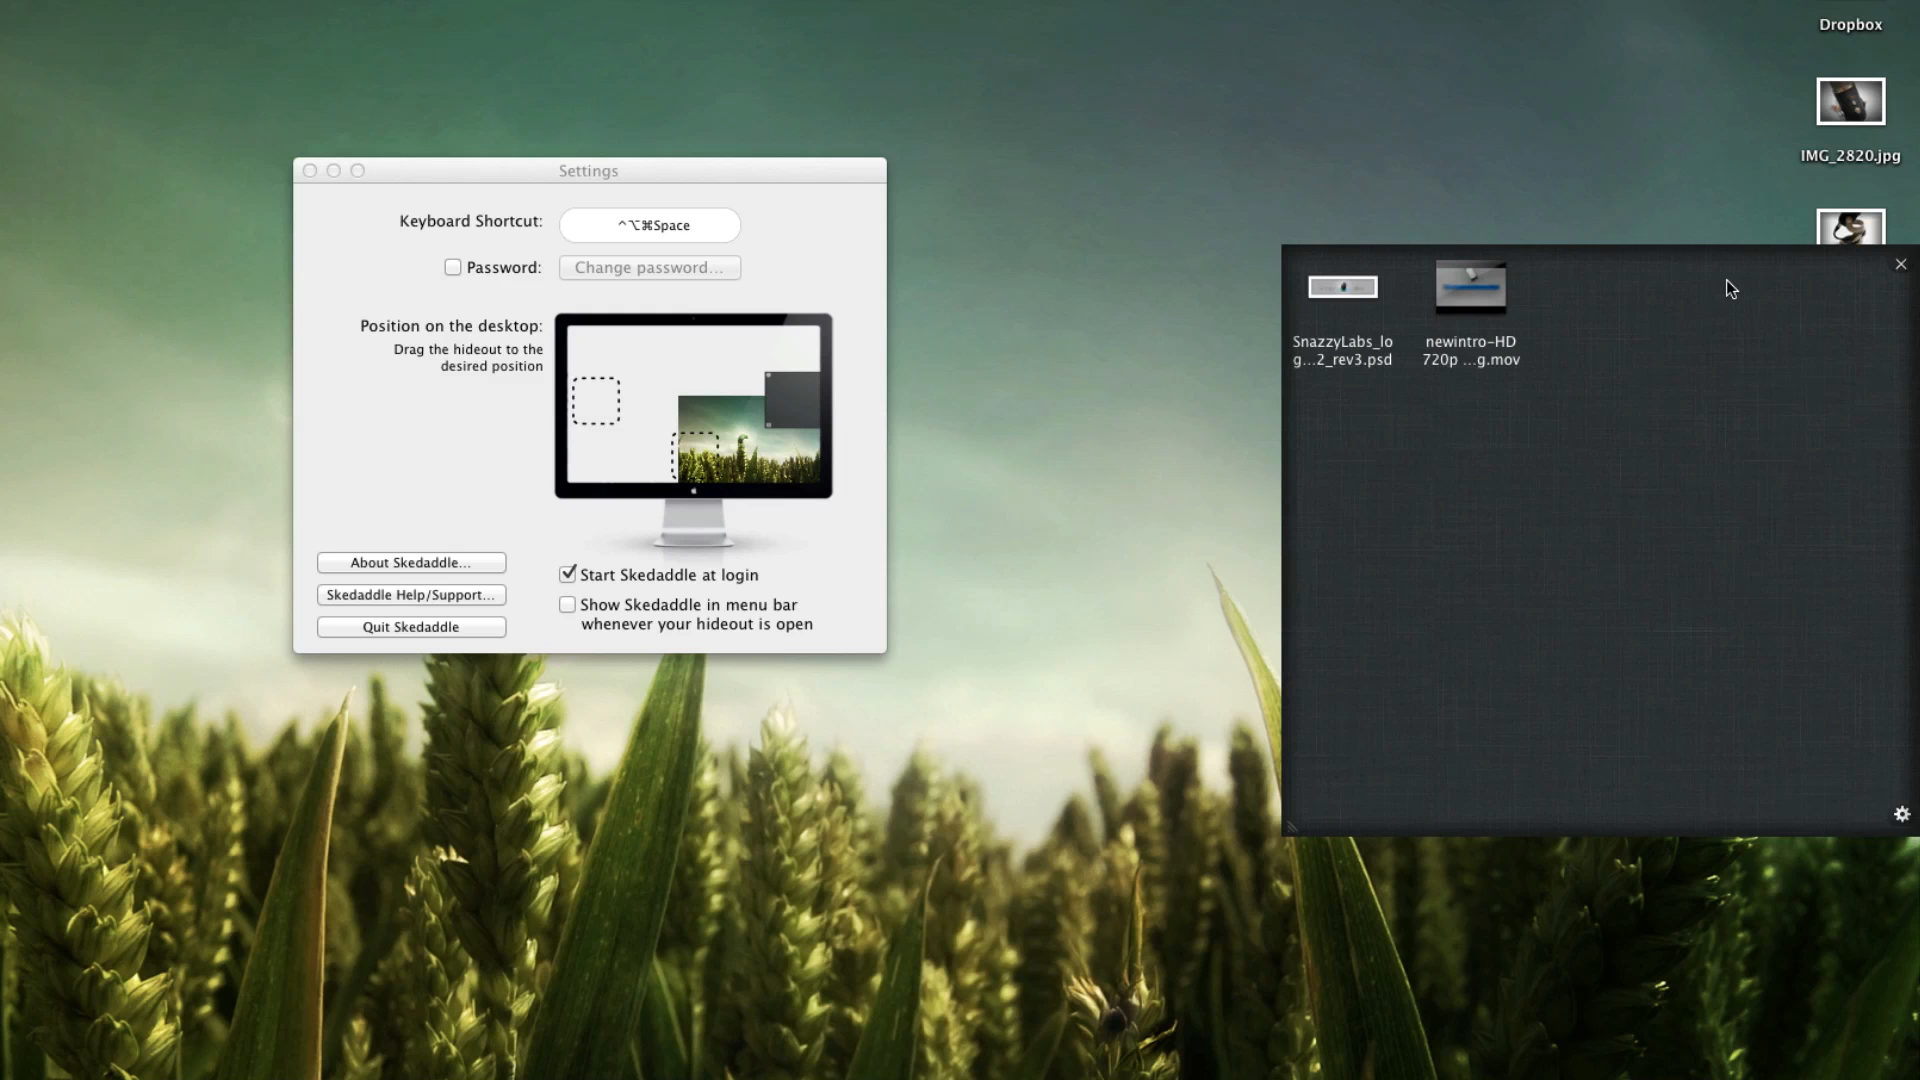 Dropbox
IMG_2820.jpg
Settings
Keyboard Shortcut:
^⌥⌘Space
Password:
Change password...
Position on the desktop:
Drag the hideout to the
desired position
About Skedaddle...
Skedaddle Help/Support...
Quit Skedaddle
Start Skedaddle at login
Show Skedaddle in menu bar
whenever your hideout is open
SnazzyLabs_lo
g...2_rev3.psd
newintro-HD
720p ...g.mov